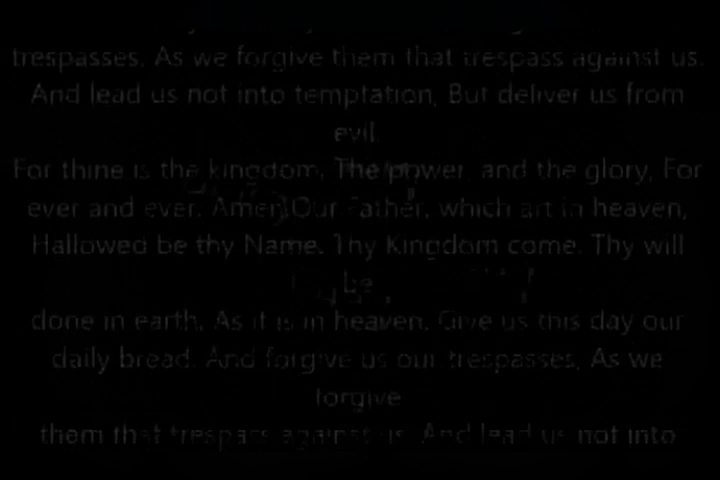 trespasses, As we forgive them that trespass against us.
And lead us not into temptation, But deliver us from
evil.
For thine is the kingdom, The power, and the glory, For
ever and ever. Amen\Our Father, which art in heaven,
Hallowed be thy Name. Thy Kingdom come. Thy will
be
done in earth, As it is in heaven. Give us this day our
daily bread. And forgive us our trespasses, As we
forgive
them that trespass against us. And lead us not into